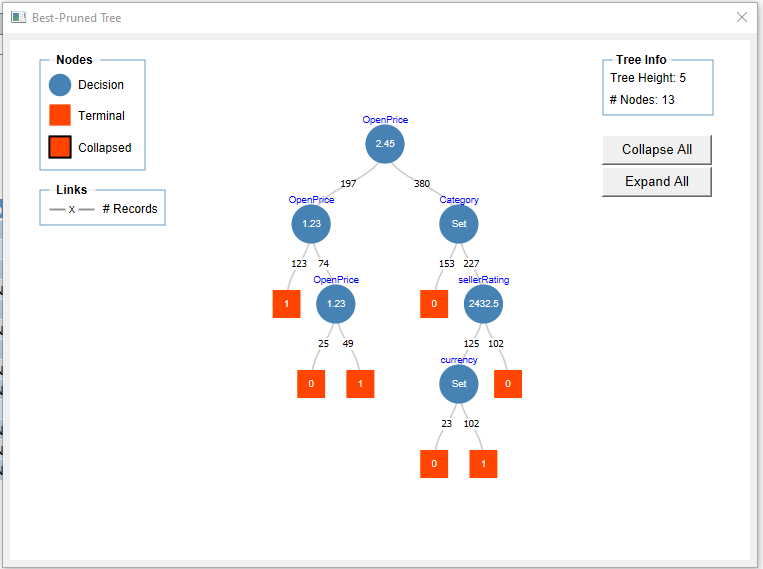 Best-Pruned Tree
Nodes
Decision
Terminal
Collapsed
Links
x # Records
Tree Info
Tree Height: 5
# Nodes: 13
Collapse All
Expand All
OpenPrice
2.45
197 380
OpenPrice Category
1.23 Set
123 74 153 227
OpenPrice sellerRating
1 1.23 0 2432.5
25 49 125 102
currency
0 1 Set 0
23 102
0 1